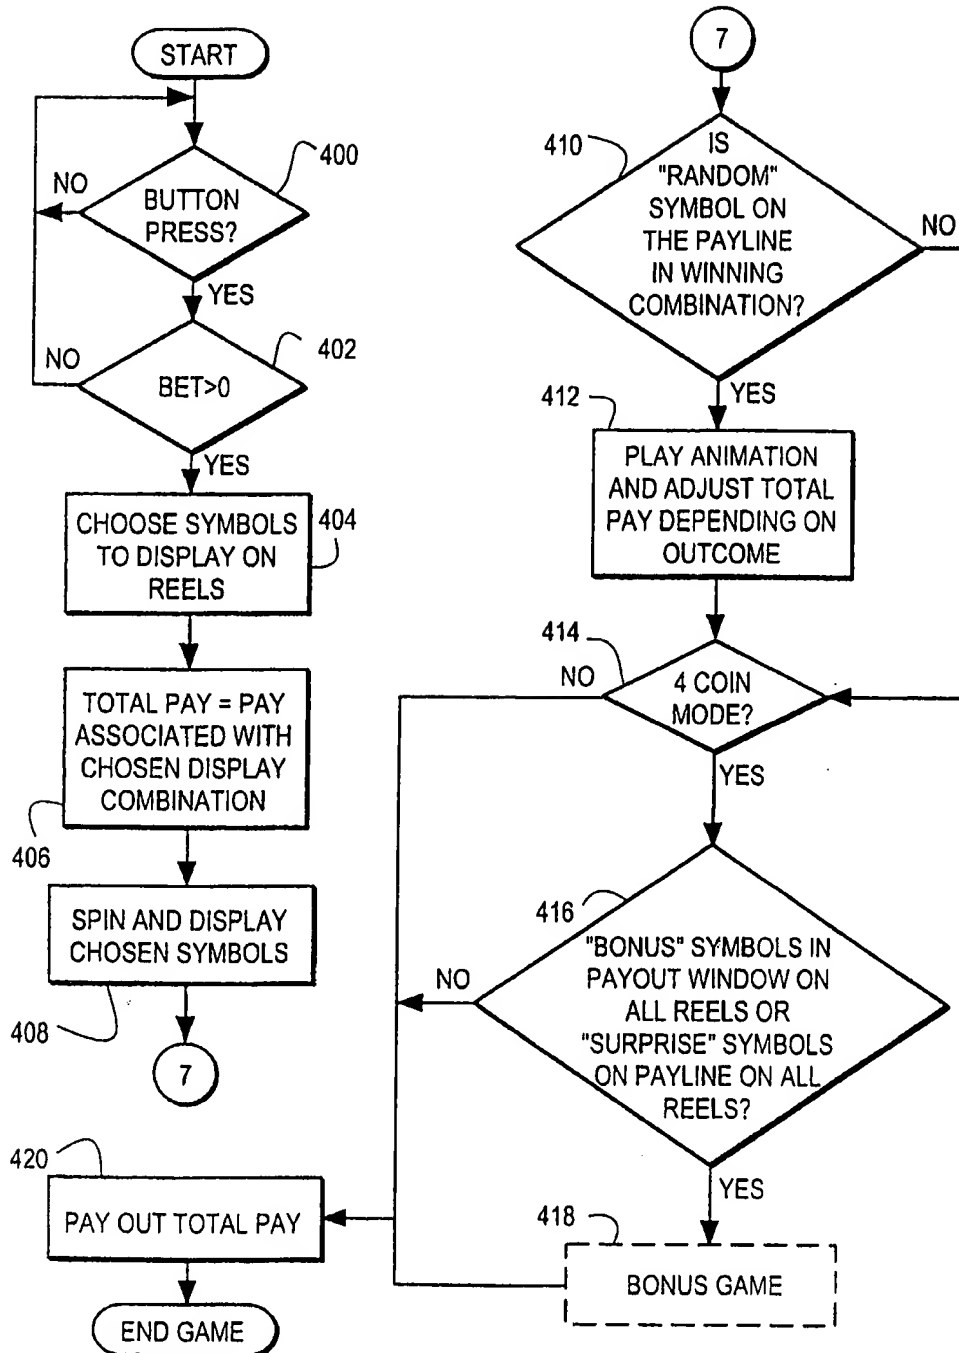 START
400
NO
BUTTON
PRESS?
YES
402
NO
BET>0
YES
CHOOSE SYMBOLS
TO DISPLAY ON
REELS
404
TOTAL PAY = PAY
ASSOCIATED WITH
CHOSEN DISPLAY
COMBINATION
406
SPIN AND DISPLAY
CHOSEN SYMBOLS
408
7
7
410
IS
"RANDOM"
SYMBOL ON
THE PAYLINE
IN WINNING
COMBINATION?
NO
YES
412
PLAY ANIMATION
AND ADJUST TOTAL
PAY DEPENDING ON
OUTCOME
414
NO
4 COIN
MODE?
YES
416
"BONUS" SYMBOLS IN
PAYOUT WINDOW ON
ALL REELS OR
"SURPRISE" SYMBOLS
ON PAYLINE ON ALL
REELS?
NO
YES
418
BONUS GAME
420
PAY OUT TOTAL PAY
END GAME